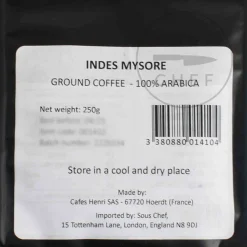 INDES MYSORE
CHEF
GROUND COFFEE - 100% ARABICA
Net weight: 250g
3 380880 014104
Store in a cool and dry place
Made by:
Cafes Henri SAS - 67720 Hoerdt (France)
Imported by: Sous Chef,
15 Tottenham Lane, London, England N8 9DJ